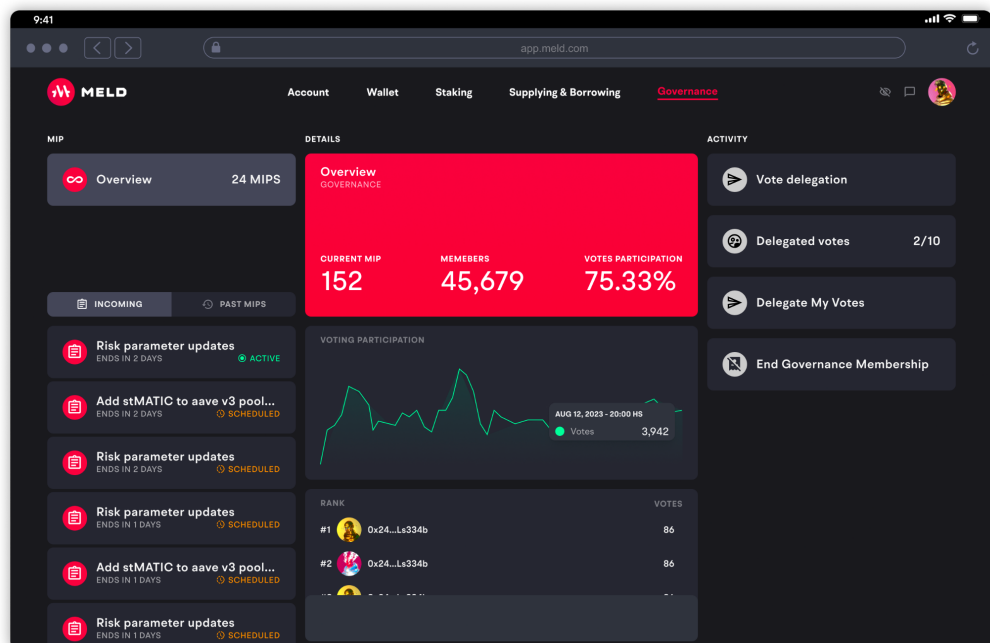 9:41
app.meld.com
MELD
Account
Wallet
Staking
Supplying & Borrowing
Governance
MIP
Overview
24 MIPS
INCOMING
PAST MIPS
Risk parameter updates
ENDS IN 2 DAYS
ACTIVE
Add stMATIC to aave v3 pool...
ENDS IN 2 DAYS
SCHEDULED
Risk parameter updates
ENDS IN 2 DAYS
SCHEDULED
Risk parameter updates
ENDS IN 1 DAYS
SCHEDULED
Add stMATIC to aave v3 pool...
ENDS IN 1 DAYS
SCHEDULED
Risk parameter updates
ENDS IN 1 DAYS
SCHEDULED
DETAILS
Overview
GOVERNANCE
CURRENT MIP
152
MEMEBERS
45,679
VOTES PARTICIPATION
75.33%
VOTING PARTICIPATION
AUG 12, 2023 - 20:00 HS
Votes
3,942
RANK
VOTES
#1
0x24...Ls334b
86
#2
0x24...Ls334b
86
ACTIVITY
Vote delegation
Delegated votes
2/10
Delegate My Votes
End Governance Membership